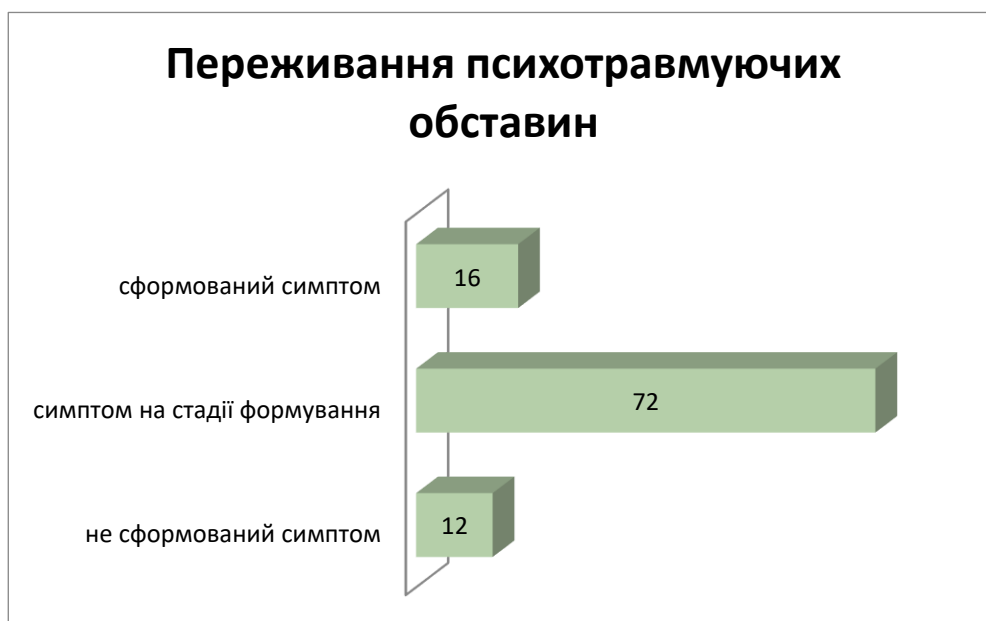 Переживання психотравмуючих
обставин
сформований симптом
16
симптом на стадії формування
72
не сформований симптом
12